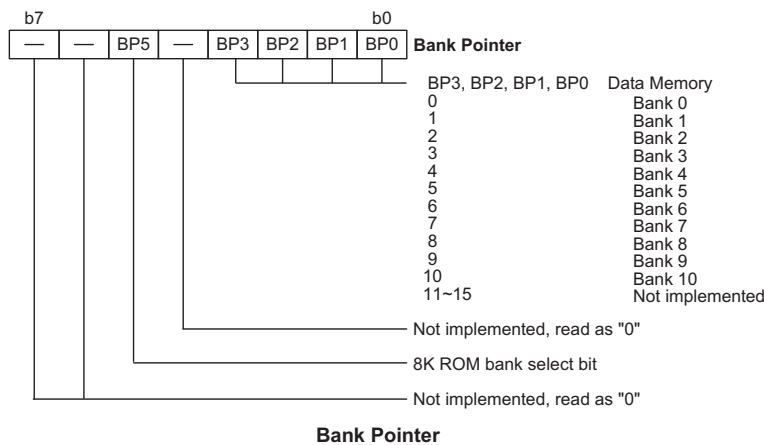 b7 b0
— — BP5 — BP3 BP2 BP1 BP0 Bank Pointer
BP3, BP2, BP1, BP0 Data Memory
0 Bank 0
1 Bank 1
2 Bank 2
3 Bank 3
4 Bank 4
5 Bank 5
6 Bank 6
7 Bank 7
8 Bank 8
9 Bank 9
10 Bank 10
11~15 Not implemented
Not implemented, read as "0"
8K ROM bank select bit
Not implemented, read as "0"
Bank Pointer